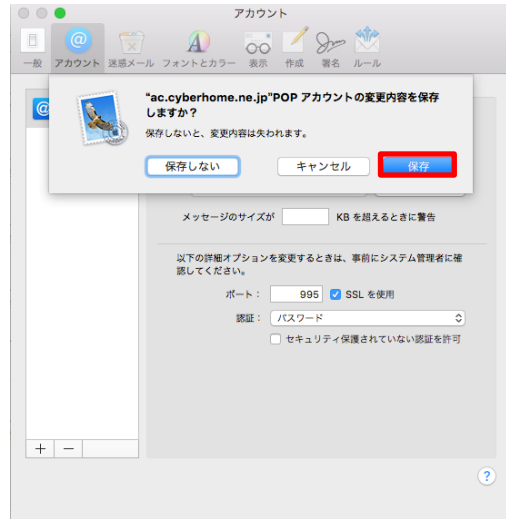 アカウント
一般 アカウント 迷惑メール フォントとカラー 表示 作成 署名 ルール
"ac.cyberhome.ne.jp"POP アカウントの変更内容を保存
しますか？
保存しないと、変更内容は失われます。
保存しない キャンセル 保存
メッセージのサイズが KB を超えるときに警告
以下の詳細オプションを変更するときは、事前にシステム管理者に確
認してください。
ポート： 995 SSL を使用
認証： パスワード
セキュリティ保護されていない認証を許可